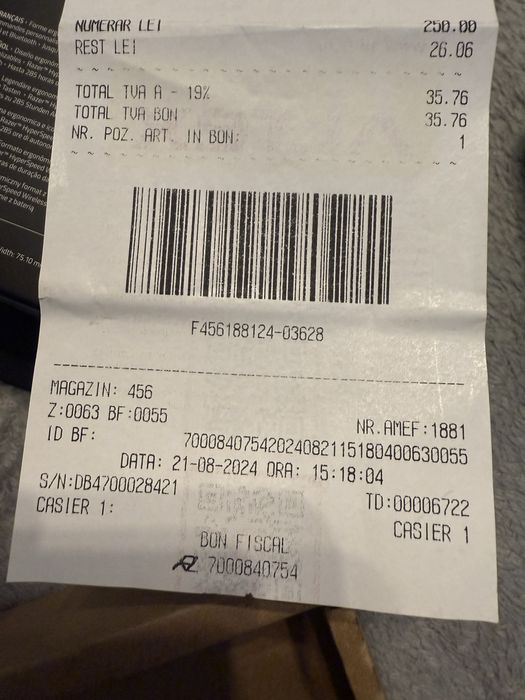 NUMERAR LEI 250.00
REST LEI 26.06
TOTAL TVA A - 19% 35.76
TOTAL TVA BON 35.76
NR. POZ. ART. IN BON: 1
F456188124-03628
MAGAZIN: 456
Z:0063 BF:0055 NR.AMEF:1881
ID BF: 70008407542024082115180400630055
DATA: 21-08-2024 ORA: 15:18:04
S/N:DB4700028421 TD:00006722
CASIER 1: CASIER 1
BON FISCAL
7000840754